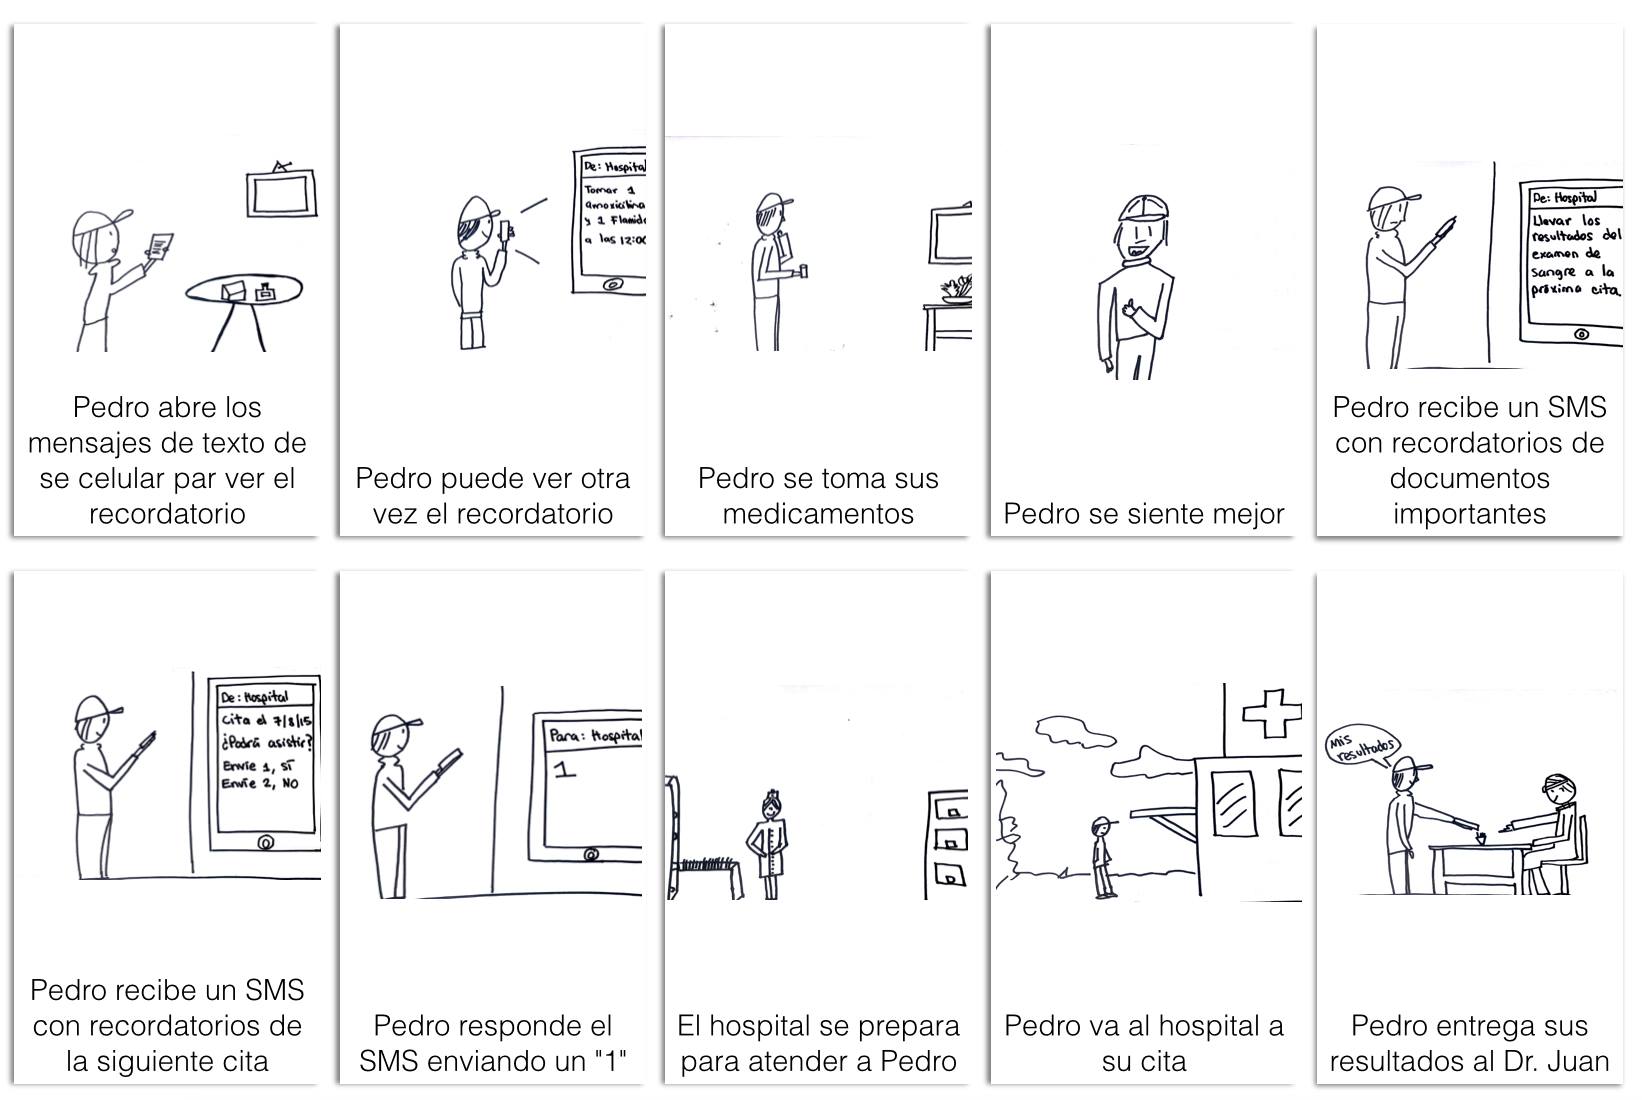 Pedro abre los
mensajes de texto de
se celular par ver el
recordatorio
De: Hospital
Tomar 1
amoxicilina
y 1 Flamid
a las 12:00
Pedro puede ver otra
vez el recordatorio
Pedro se toma sus
medicamentos
Pedro se siente mejor
De: Hospital
Llevar los
resultados del
examen de
sangre a la
próxima cita.
Pedro recibe un SMS
con recordatorios de
documentos
importantes
De: Hospital
Cita el 7/8/15
¿Podrá asistir?
Envíe 1, SÍ
Envíe 2, NO
Pedro recibe un SMS
con recordatorios de
la siguiente cita
Para: Hospital
1
Pedro responde el
SMS enviando un "1"
El hospital se prepara
para atender a Pedro
Pedro va al hospital a
su cita
Mis
resultados
Pedro entrega sus
resultados al Dr. Juan